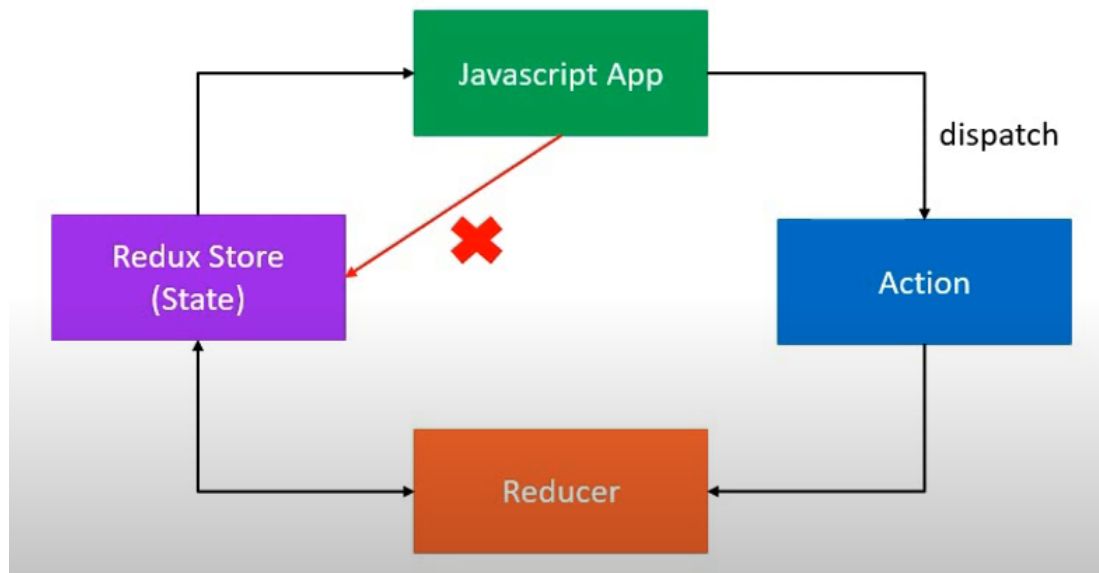 Javascript App
dispatch
Redux Store
(State)
Action
Reducer